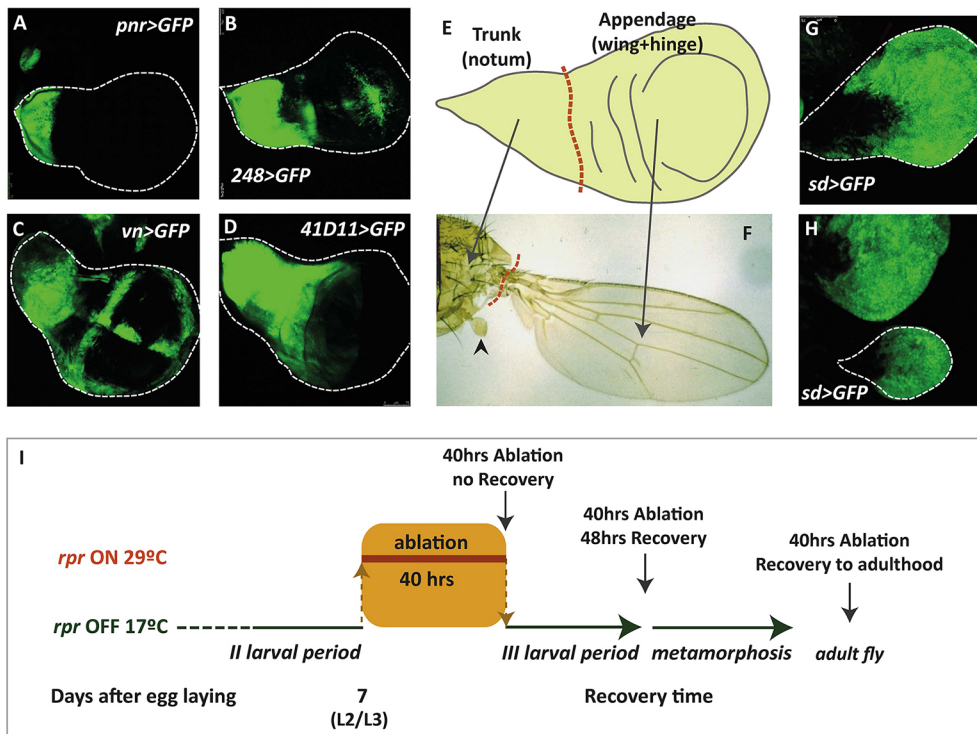 A
pnr>GFP
B
248>GFP
C
vn>GFP
D
41D11>GFP
E
Trunk
(notum)
Appendage
(wing+hinge)
F
G
sd>GFP
H
sd>GFP
I
40hrs Ablation
no Recovery
40hrs Ablation
48hrs Recovery
40hrs Ablation
Recovery to adulthood
rpr ON 29ºC
ablation
40 hrs
rpr OFF 17ºC
II larval period
III larval period
metamorphosis
adult fly
Days after egg laying
7
(L2/L3)
Recovery time